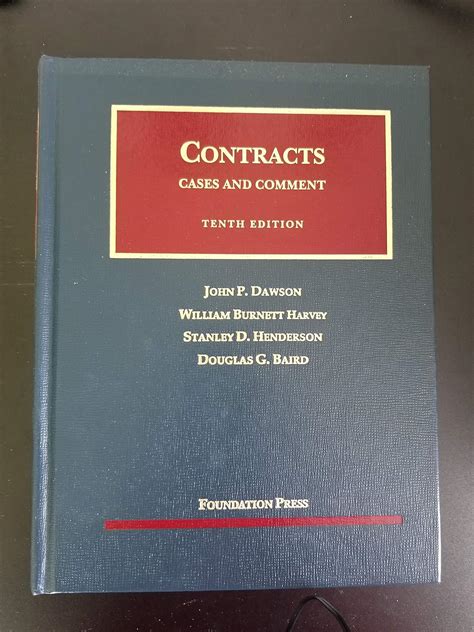 CONTRACTS
CASES AND COMMENT
TENTH EDITION
JOHN P. DAWSON
WILLIAM BURNETT HARVEY
STANLEY D. HENDERSON
DOUGLAS G. BAIRD
FOUNDATION PRESS